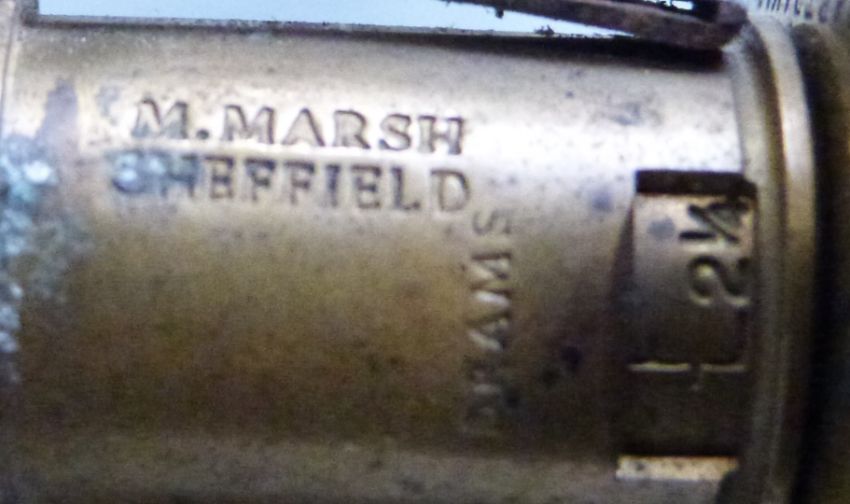 M. MARSH
SHEFFIELD
DRAMS
2¼